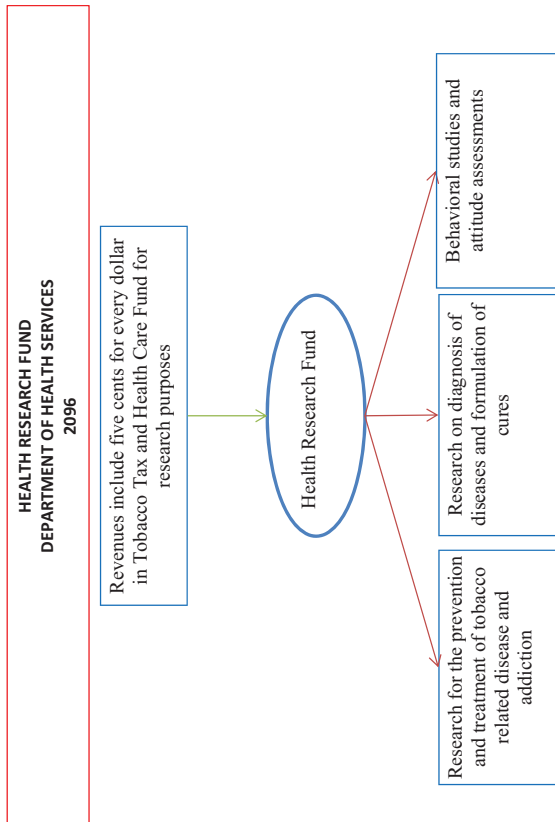 HEALTH RESEARCH FUND
DEPARTMENT OF HEALTH SERVICES
2096
Revenues include five cents for every dollar
in Tobacco Tax and Health Care Fund for
research purposes
Health Research Fund
Research for the prevention
and treatment of tobacco
related disease and
addiction
Research on diagnosis of
diseases and formulation of
cures
Behavioral studies and
attitude assessments